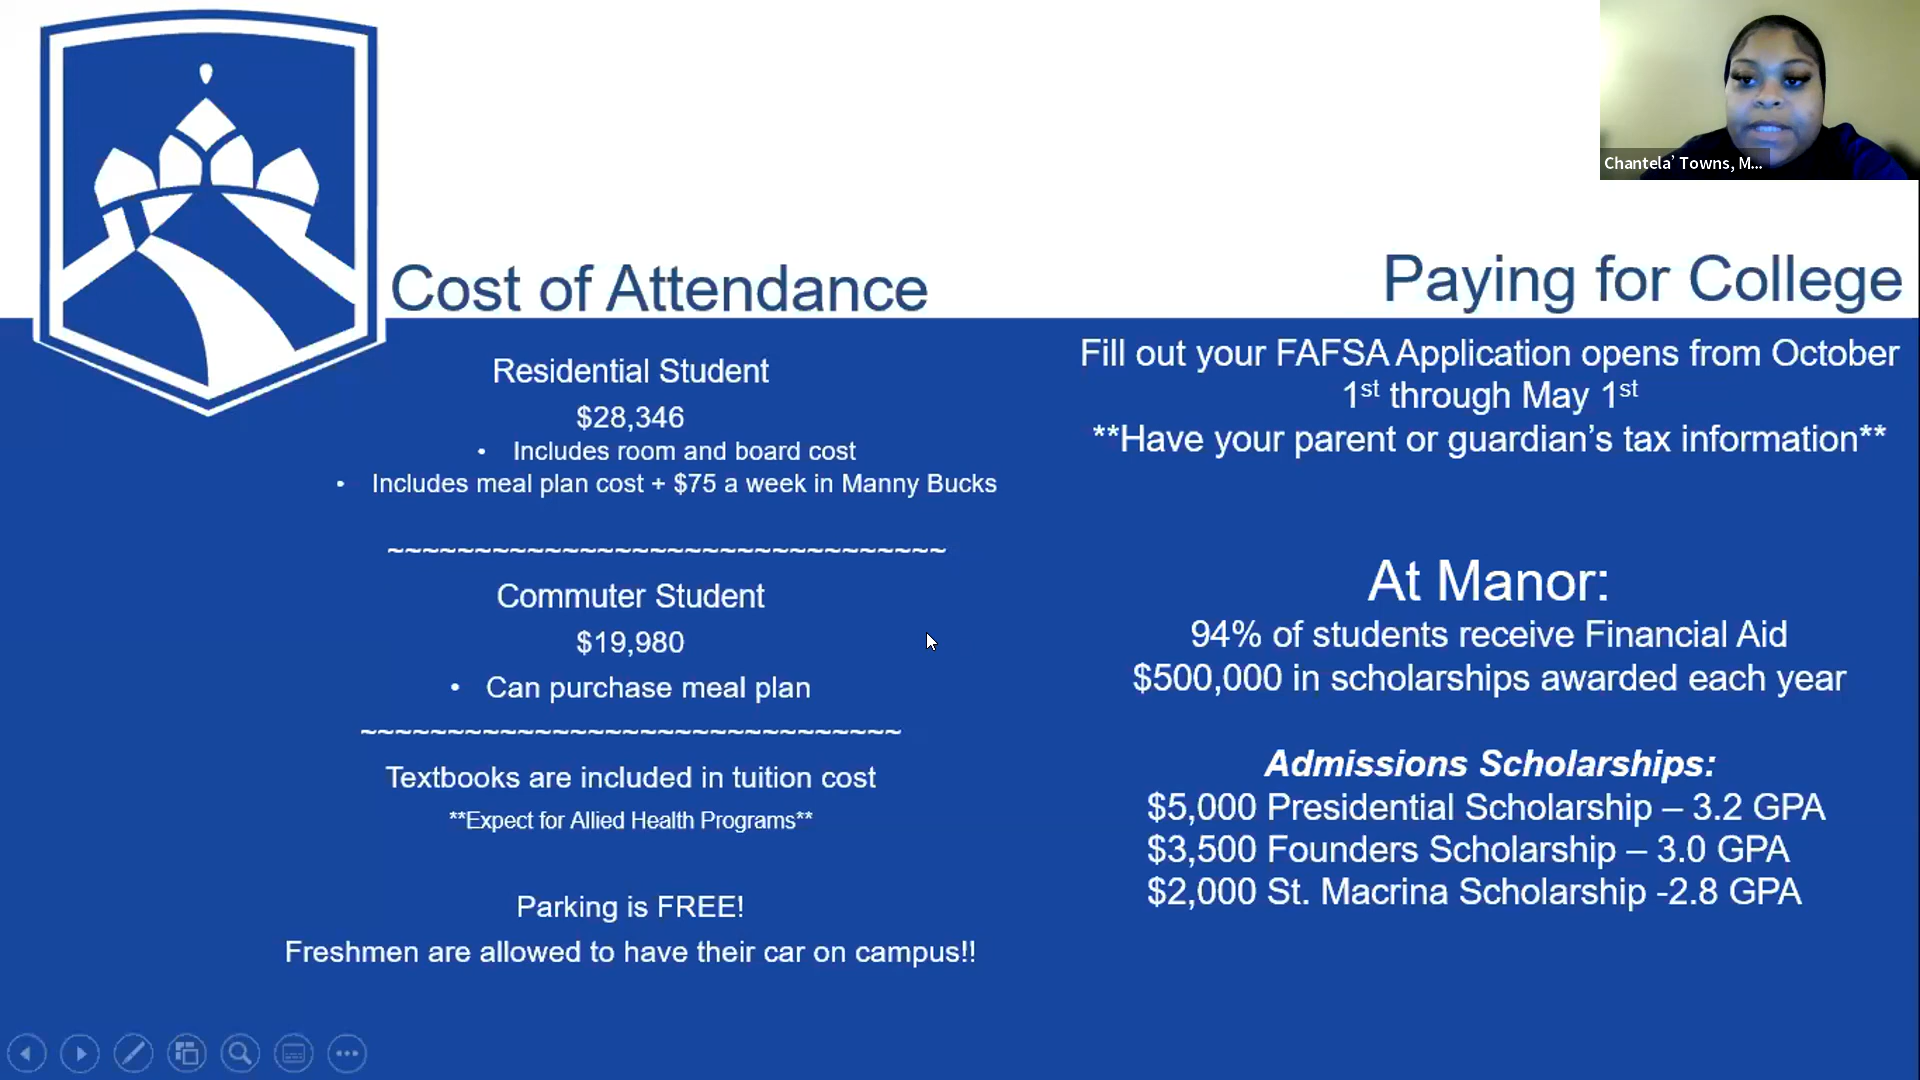 Chantela’ Towns, M...
Cost of Attendance
Residential Student
$28,346
• Includes room and board cost
• Includes meal plan cost + $75 a week in Manny Bucks
~~~~~~~~~~~~~~~~~~~~~~~~~~~~~~~~
Commuter Student
$19,980
• Can purchase meal plan
~~~~~~~~~~~~~~~~~~~~~~~~~~~~~~~
Textbooks are included in tuition cost
**Expect for Allied Health Programs**
Parking is FREE!
Freshmen are allowed to have their car on campus!!
Paying for College
Fill out your FAFSA Application opens from October
1st through May 1st
**Have your parent or guardian’s tax information**
At Manor:
94% of students receive Financial Aid
$500,000 in scholarships awarded each year
Admissions Scholarships:
$5,000 Presidential Scholarship – 3.2 GPA
$3,500 Founders Scholarship – 3.0 GPA
$2,000 St. Macrina Scholarship -2.8 GPA